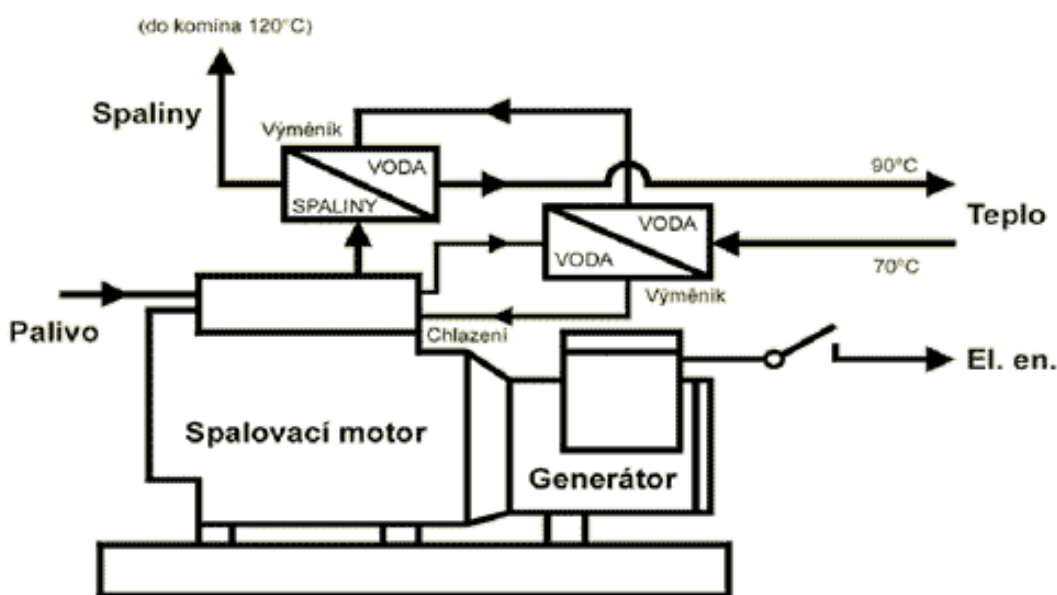 (do komína 120°C)
Spaliny
Výměník
VODA
SPALINY
90°C
Teplo
VODA
VODA
70°C
Výměník
Palivo
Chlazení
El. en.
Spalovací motor
Generátor